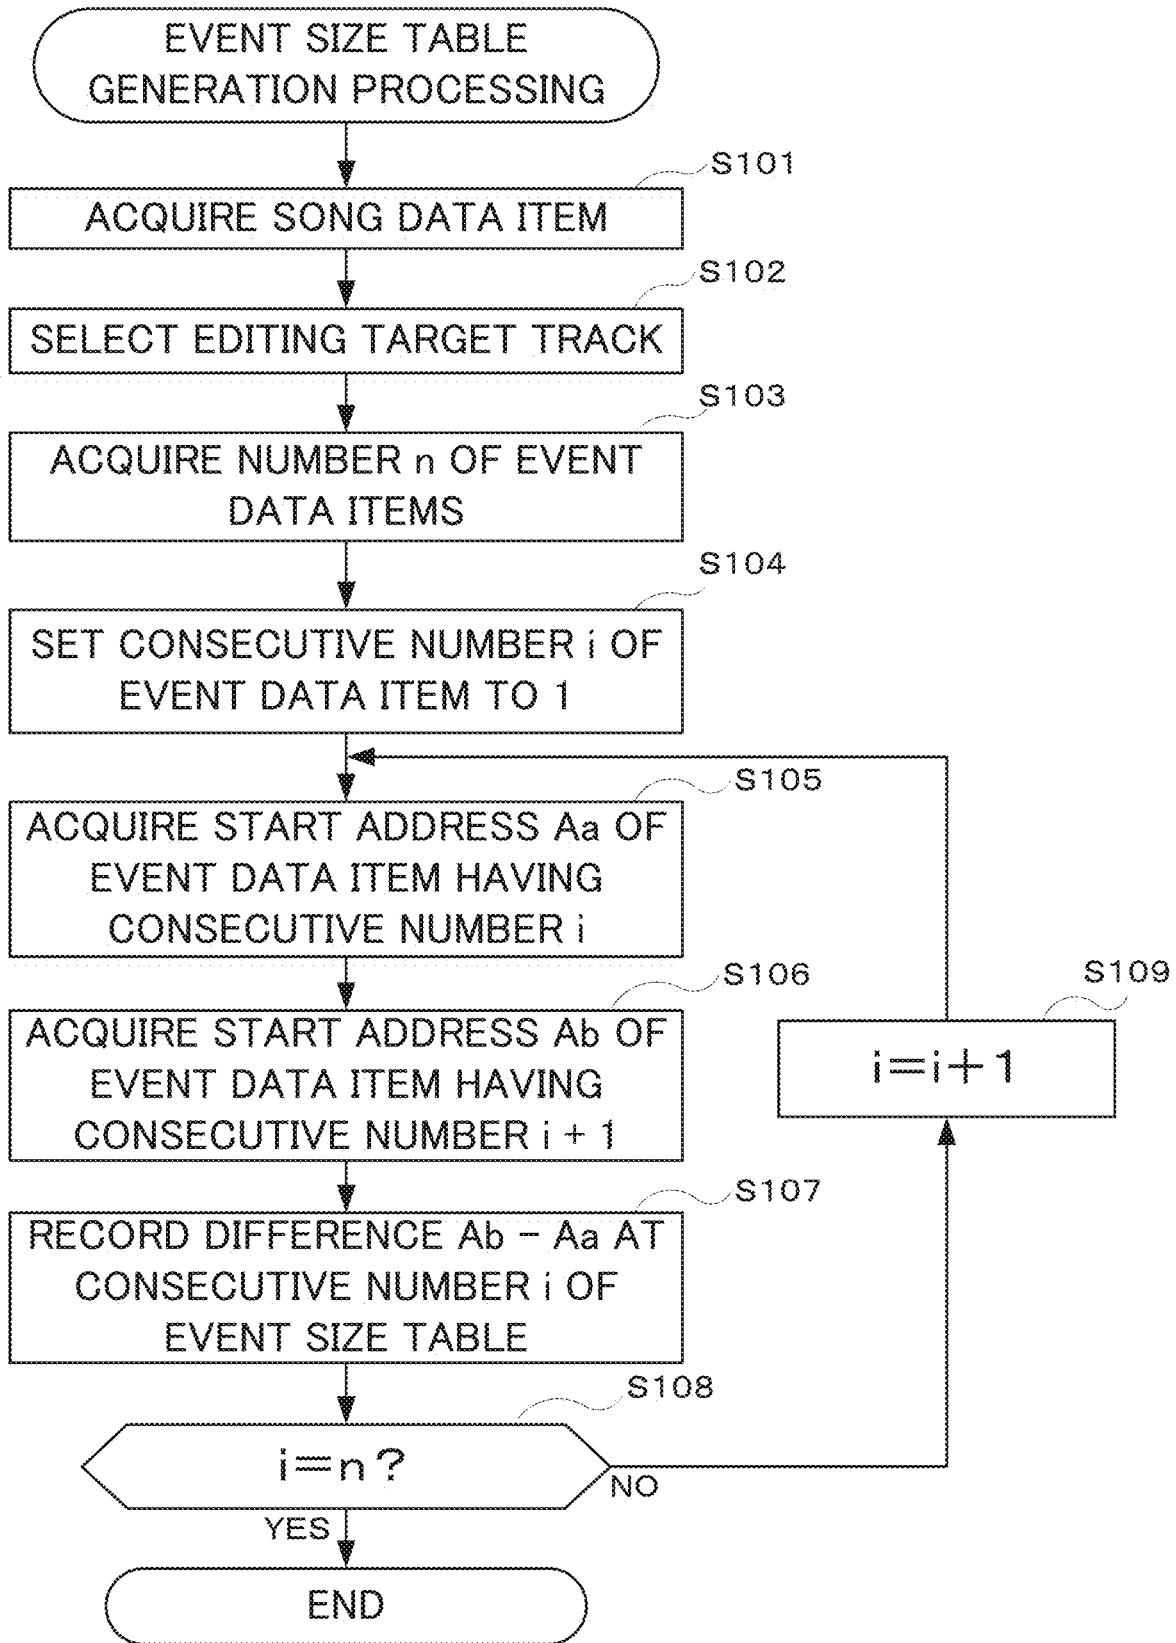 EVENT SIZE TABLE
GENERATION PROCESSING
S101
ACQUIRE SONG DATA ITEM
S102
SELECT EDITING TARGET TRACK
S103
ACQUIRE NUMBER n OF EVENT
DATA ITEMS
S104
SET CONSECUTIVE NUMBER i OF
EVENT DATA ITEM TO 1
S105
ACQUIRE START ADDRESS Aa OF
EVENT DATA ITEM HAVING
CONSECUTIVE NUMBER i
S106
ACQUIRE START ADDRESS Ab OF
EVENT DATA ITEM HAVING
CONSECUTIVE NUMBER i + 1
S109
i=i+1
S107
RECORD DIFFERENCE Ab - Aa AT
CONSECUTIVE NUMBER i OF
EVENT SIZE TABLE
S108
i=n?
NO
YES
END